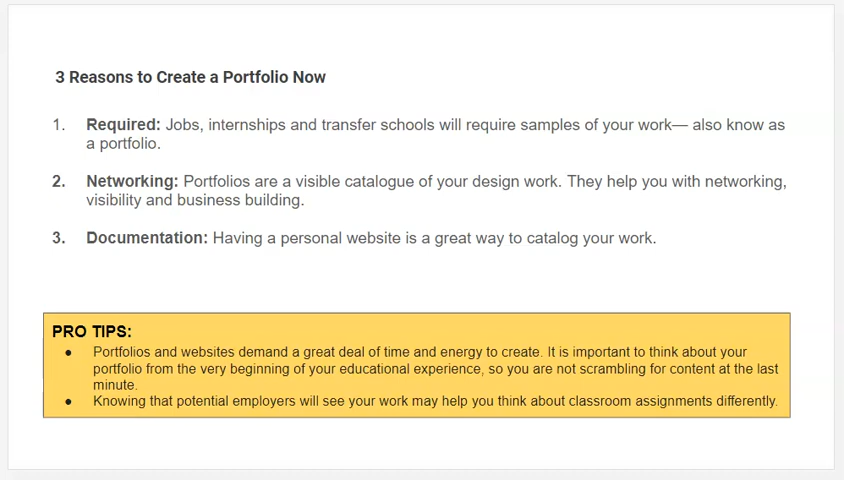 3 Reasons to Create a Portfolio Now
1. Required: Jobs, internships and transfer schools will require samples of your work— also know as
a portfolio.
2. Networking: Portfolios are a visible catalogue of your design work. They help you with networking,
visibility and business building.
3. Documentation: Having a personal website is a great way to catalog your work.
PRO TIPS:
● Portfolios and websites demand a great deal of time and energy to create. It is important to think about your
portfolio from the very beginning of your educational experience, so you are not scrambling for content at the last
minute.
● Knowing that potential employers will see your work may help you think about classroom assignments differently.